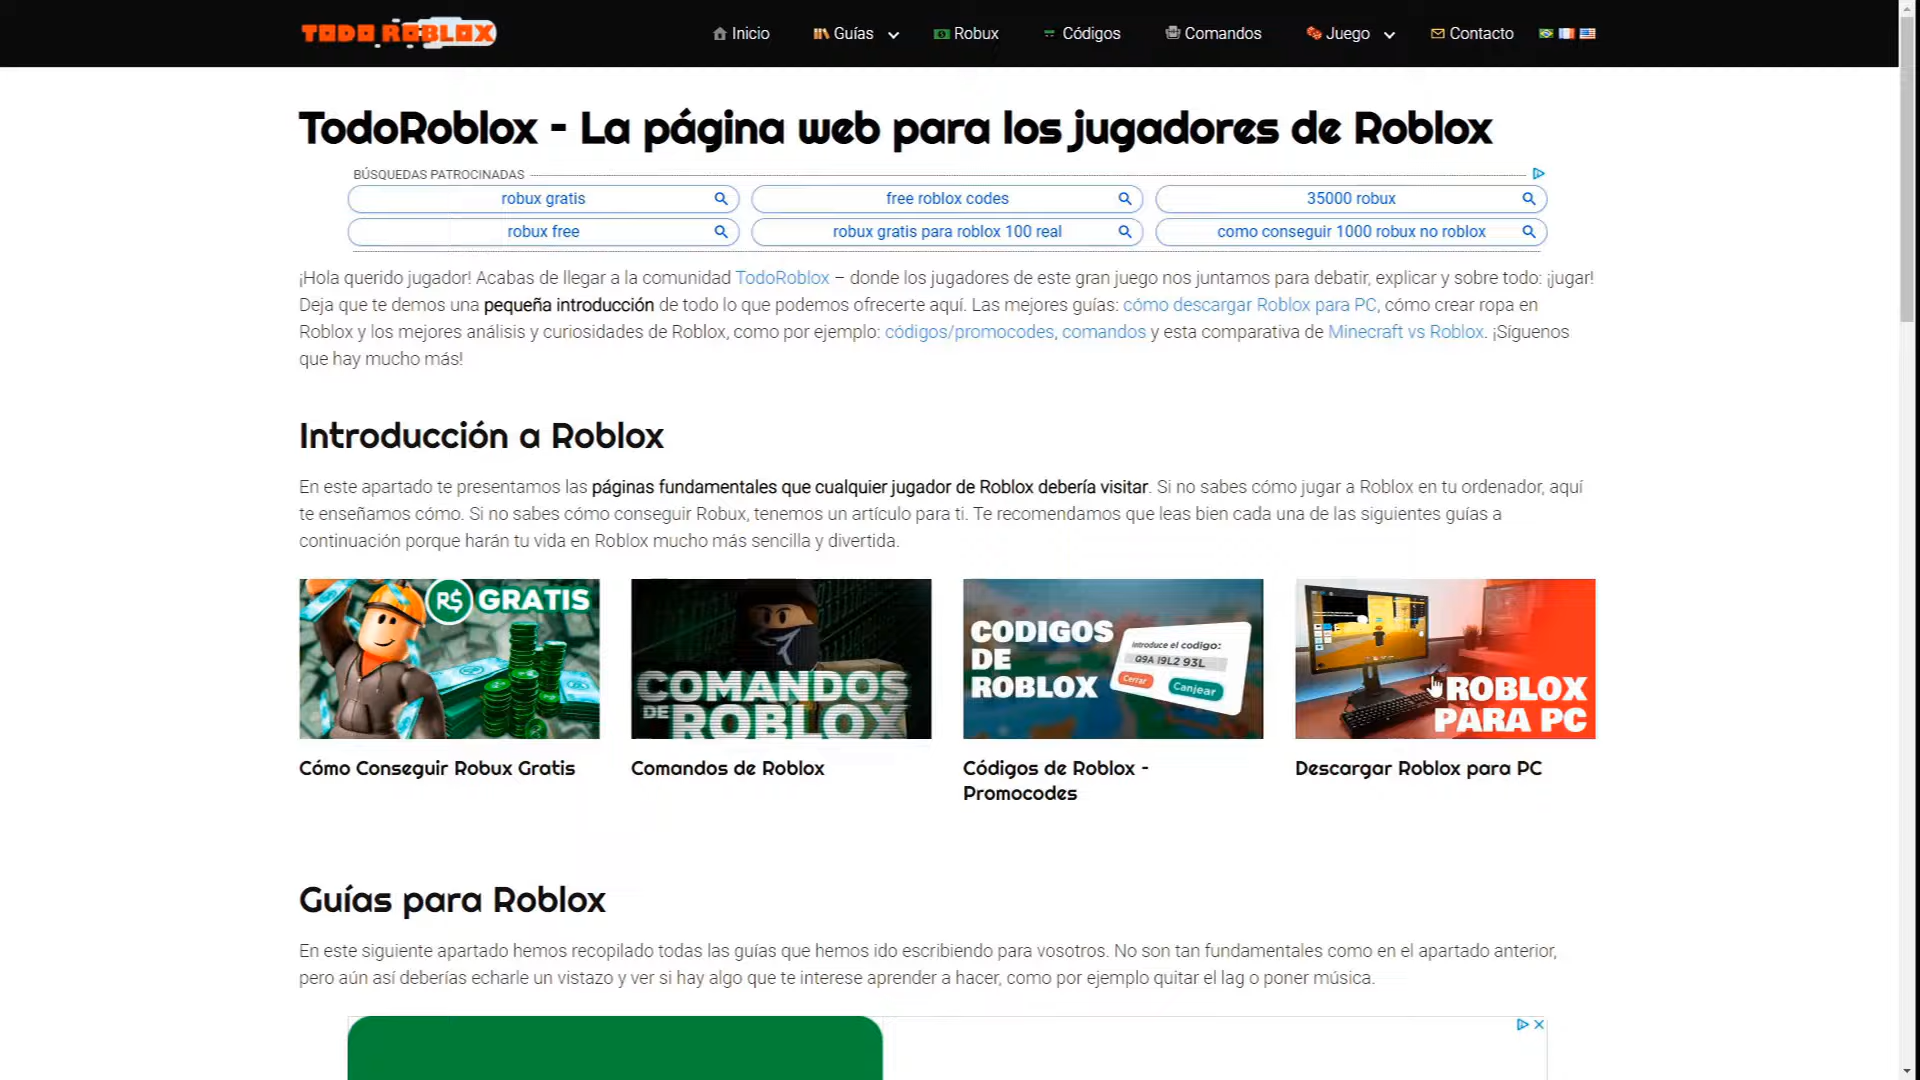 TODO ROBLOX
Inicio
Guías
Robux
Códigos
Comandos
Juego
Contacto
TodoRoblox - La página web para los jugadores de Roblox
BÚSQUEDAS PATROCINADAS
robux gratis
free roblox codes
35000 robux
robux free
robux gratis para roblox 100 real
como conseguir 1000 robux no roblox
¡Hola querido jugador! Acabas de llegar a la comunidad TodoRoblox – donde los jugadores de este gran juego nos juntamos para debatir, explicar y sobre todo: ¡jugar!
Deja que te demos una pequeña introducción de todo lo que podemos ofrecerte aquí. Las mejores guías: cómo descargar Roblox para PC, cómo crear ropa en
Roblox y los mejores análisis y curiosidades de Roblox, como por ejemplo: códigos/promocodes, comandos y esta comparativa de Minecraft vs Roblox. ¡Síguenos
que hay mucho más!
Introducción a Roblox
En este apartado te presentamos las páginas fundamentales que cualquier jugador de Roblox debería visitar. Si no sabes cómo jugar a Roblox en tu ordenador, aquí
te enseñamos cómo. Si no sabes cómo conseguir Robux, tenemos un artículo para ti. Te recomendamos que leas bien cada una de las siguientes guías a
continuación porque harán tu vida en Roblox mucho más sencilla y divertida.
R$ GRATIS
COMANDOS
DE ROBLOX
CODIGOS
DE
ROBLOX
Introduce el codigo:
Q9A I9L2 93L
Cerrar
Canjear
ROBLOX
PARA PC
Cómo Conseguir Robux Gratis
Comandos de Roblox
Códigos de Roblox -
Promocodes
Descargar Roblox para PC
Guías para Roblox
En este siguiente apartado hemos recopilado todas las guías que hemos ido escribiendo para vosotros. No son tan fundamentales como en el apartado anterior,
pero aún así deberías echarle un vistazo y ver si hay algo que te interese aprender a hacer, como por ejemplo quitar el lag o poner música.